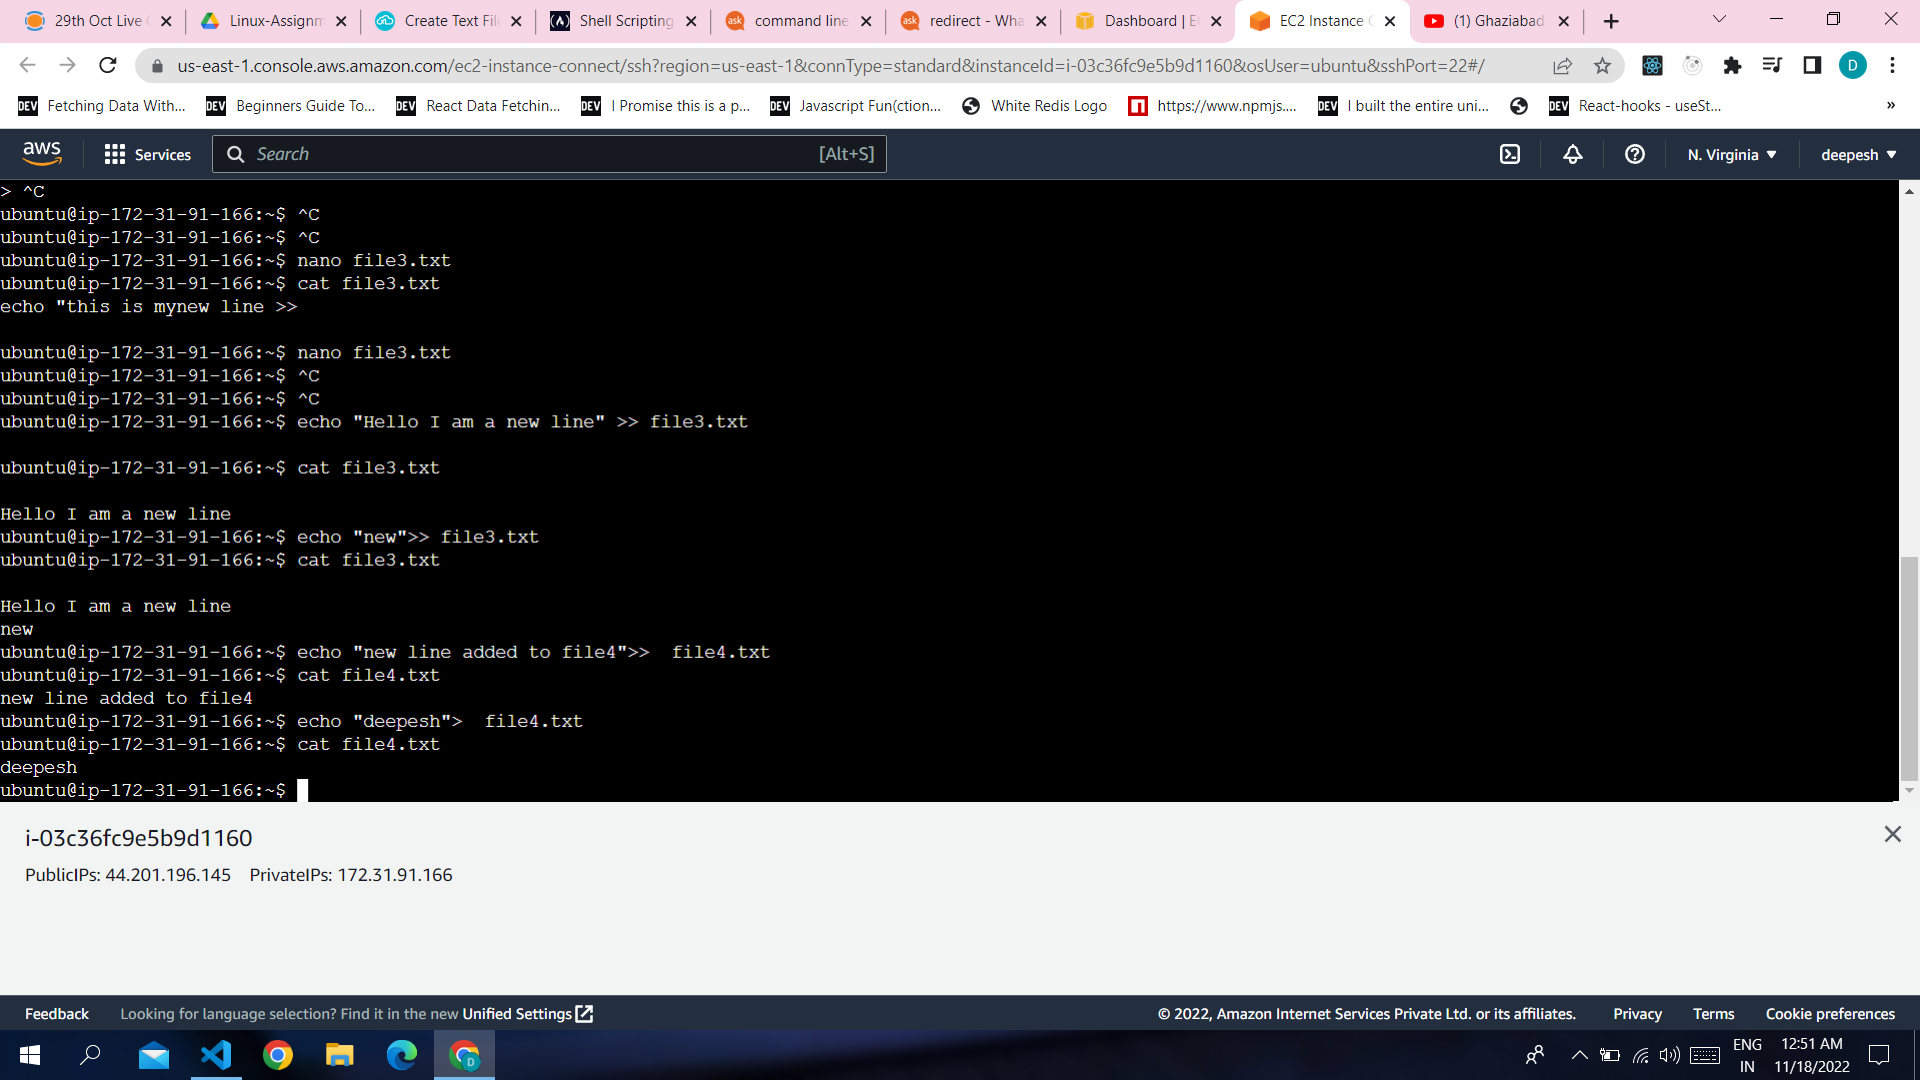 29th Oct Live
Linux-Assignm
Create Text Fil
Shell Scripting
command line
redirect - Wha
Dashboard | E
EC2 Instance C
(1) Ghaziabad
us-east-1.console.aws.amazon.com/ec2-instance-connect/ssh?region=us-east-1&connType=standard&instanceId=i-03c36fc9e5b9d1160&osUser=ubuntu&sshPort=22#/
D
DEV Fetching Data With...
DEV Beginners Guide To...
DEV React Data Fetchin...
DEV I Promise this is a p...
DEV Javascript Fun(ction...
White Redis Logo
https://www.npmjs....
DEV I built the entire uni...
DEV React-hooks - useSt...
»
aws
Services
Search
[Alt+S]
N. Virginia
deepesh
> ^C
ubuntu@ip-172-31-91-166:~$ ^C
ubuntu@ip-172-31-91-166:~$ ^C
ubuntu@ip-172-31-91-166:~$ nano file3.txt
ubuntu@ip-172-31-91-166:~$ cat file3.txt
echo "this is mynew line >>
ubuntu@ip-172-31-91-166:~$ nano file3.txt
ubuntu@ip-172-31-91-166:~$ ^C
ubuntu@ip-172-31-91-166:~$ ^C
ubuntu@ip-172-31-91-166:~$ echo "Hello I am a new line" >> file3.txt
ubuntu@ip-172-31-91-166:~$ cat file3.txt
Hello I am a new line
ubuntu@ip-172-31-91-166:~$ echo "new">> file3.txt
ubuntu@ip-172-31-91-166:~$ cat file3.txt
Hello I am a new line
new
ubuntu@ip-172-31-91-166:~$ echo "new line added to file4">>  file4.txt
ubuntu@ip-172-31-91-166:~$ cat file4.txt
new line added to file4
ubuntu@ip-172-31-91-166:~$ echo "deepesh">  file4.txt
ubuntu@ip-172-31-91-166:~$ cat file4.txt
deepesh
ubuntu@ip-172-31-91-166:~$
i-03c36fc9e5b9d1160
PublicIPs: 44.201.196.145 PrivateIPs: 172.31.91.166
Feedback
Looking for language selection? Find it in the new Unified Settings
© 2022, Amazon Internet Services Private Ltd. or its affiliates.
Privacy
Terms
Cookie preferences
D
ENG
IN
12:51 AM
11/18/2022